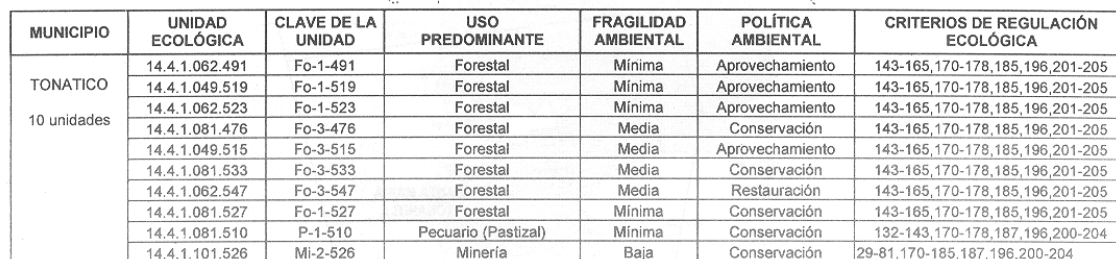 MUNICIPIO UNIDAD ECOLÓGICA CLAVE DE LA UNIDAD USO PREDOMINANTE FRAGILIDAD AMBIENTAL POLÍTICA AMBIENTAL CRITERIOS DE REGULACIÓN ECOLÓGICA
TONATICO
10 unidades
14.4.1.062.491 Fo-1-491 Forestal Mínima Aprovechamiento 143-165,170-178,185,196,201-205
14.4.1.049.519 Fo-1-519 Forestal Mínima Aprovechamiento 143-165,170-178,185,196,201-205
14.4.1.062.523 Fo-1-523 Forestal Mínima Aprovechamiento 143-165,170-178,185,196,201-205
14.4.1.081.476 Fo-3-476 Forestal Media Conservación 143-165,170-178,185,196,201-205
14.4.1.049.515 Fo-3-515 Forestal Media Aprovechamiento 143-165,170-178,185,196,201-205
14.4.1.081.533 Fo-3-533 Forestal Media Conservación 143-165,170-178,185,196,201-205
14.4.1.062.547 Fo-3-547 Forestal Media Restauración 143-165,170-178,185,196,201-205
14.4.1.081.527 Fo-1-527 Forestal Mínima Conservación 143-165,170-178,185,196,201-205
14.4.1.081.510 P-1-510 Pecuario (Pastizal) Mínima Conservación 132-143,170-178,187,196,200-204
14.4.1.101.526 Mi-2-526 Minería Baja Conservación 29-81,170-185,187,196,200-204